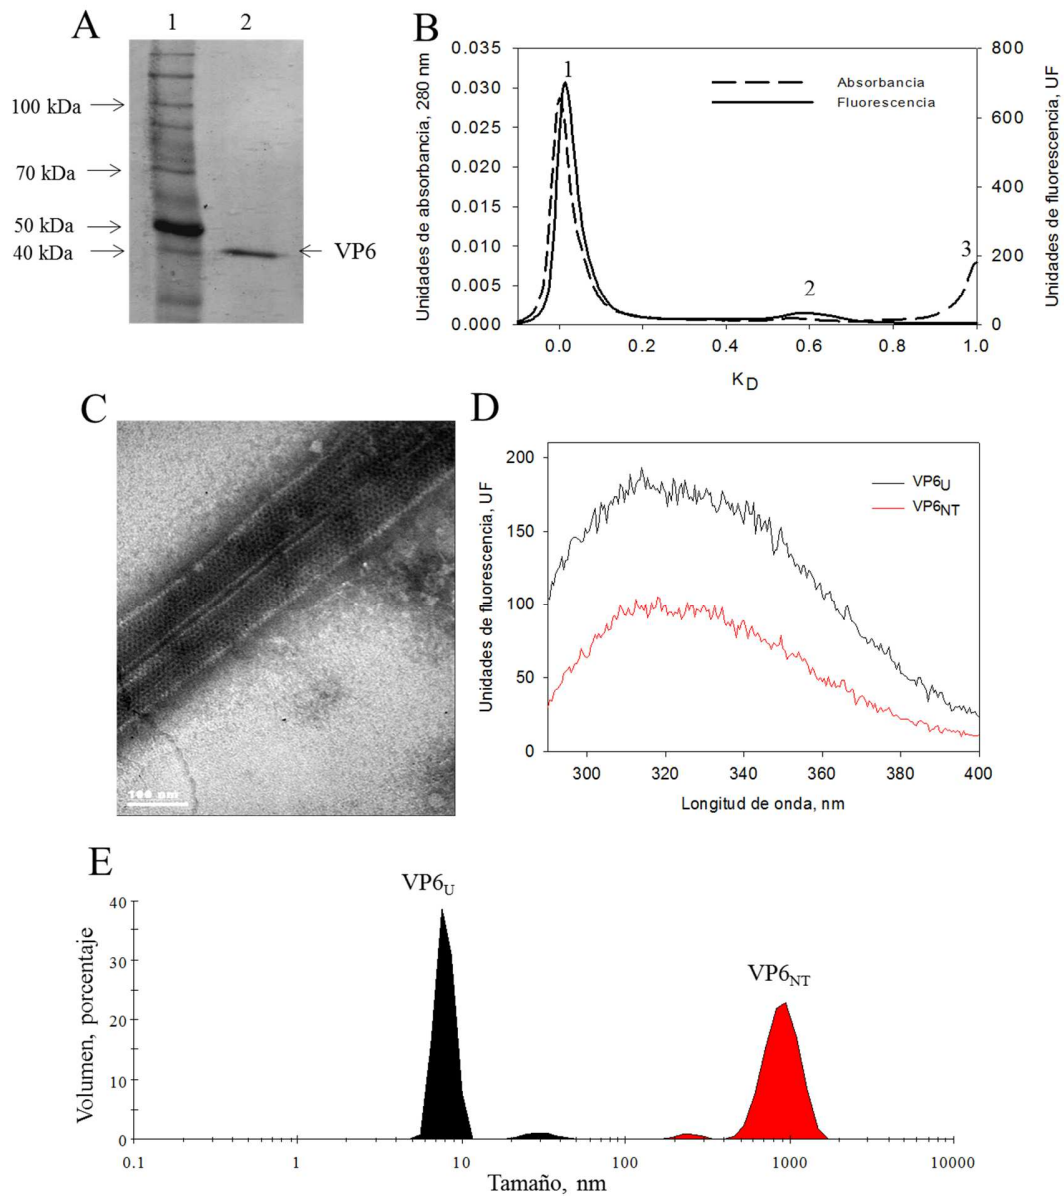 A
1 2
100 kDa
70 kDa
50 kDa
40 kDa
VP6
B
Unidades de absorbancia, 280 nm
0.035
0.030
0.025
0.020
0.015
0.010
0.005
0.000
1
2
3
Absorbancia
Fluorescencia
800
600
400
200
0
Unidades de fluorescencia, UF
0.0 0.2 0.4 0.6 0.8 1.0
KD
C
100 nm
D
Unidades de fluorescencia, UF
200
150
100
50
0
VP6U
VP6NT
300 320 340 360 380 400
Longitud de onda, nm
E
VP6U
VP6NT
Volumen, porcentaje
40
30
20
10
0
0.1 1 10 100 1000 10000
Tamaño, nm